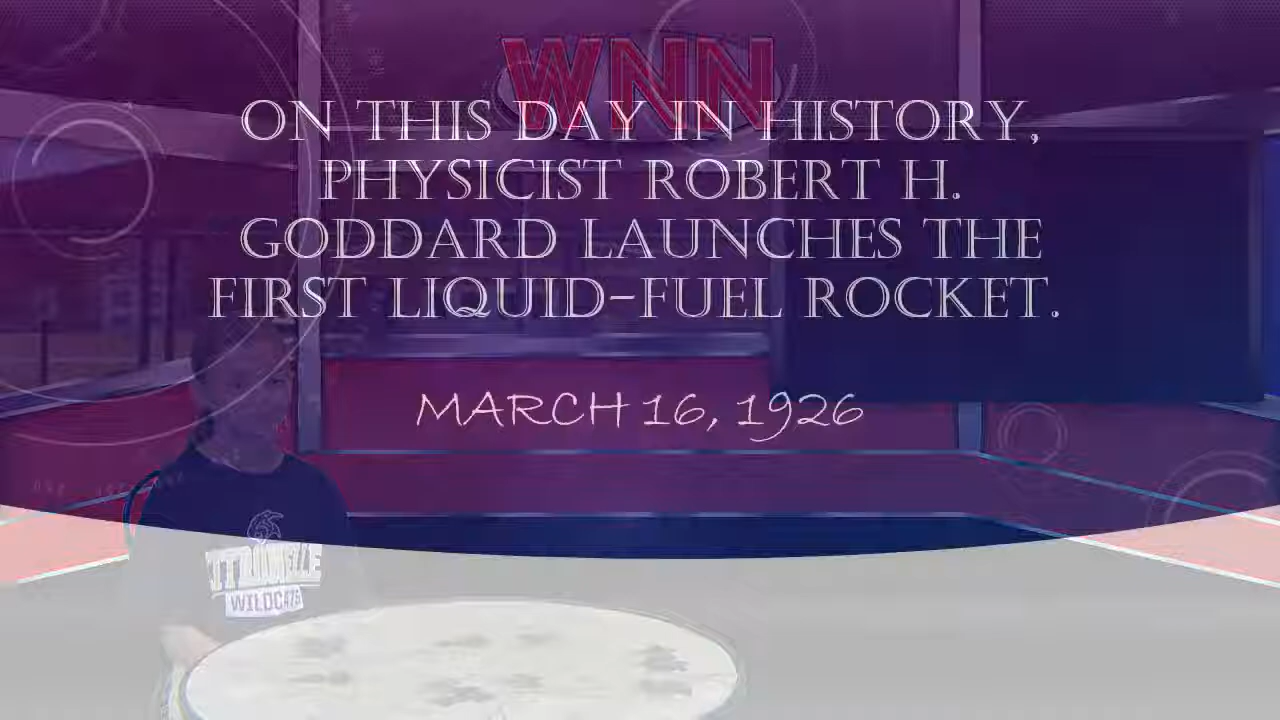 WNN
ON THIS DAY IN HISTORY,
PHYSICIST ROBERT H.
GODDARD LAUNCHES THE
FIRST LIQUID-FUEL ROCKET.
MARCH 16, 1926
WILDCATS